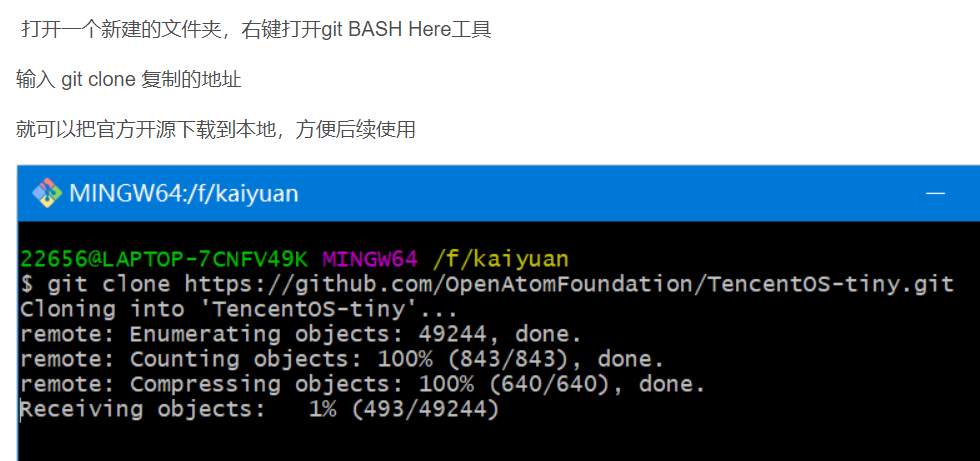 打开一个新建的文件夹，右键打开git BASH Here工具
输入 git clone 复制的地址
就可以把官方开源下载到本地，方便后续使用
MINGW64:/f/kaiyuan
22656@LAPTOP-7CNFV49K MINGW64 /f/kaiyuan
$ git clone https://github.com/OpenAtomFoundation/TencentOS-tiny.git
Cloning into 'TencentOS-tiny'...
remote: Enumerating objects: 49244, done.
remote: Counting objects: 100% (843/843), done.
remote: Compressing objects: 100% (640/640), done.
Receiving objects:   1% (493/49244)